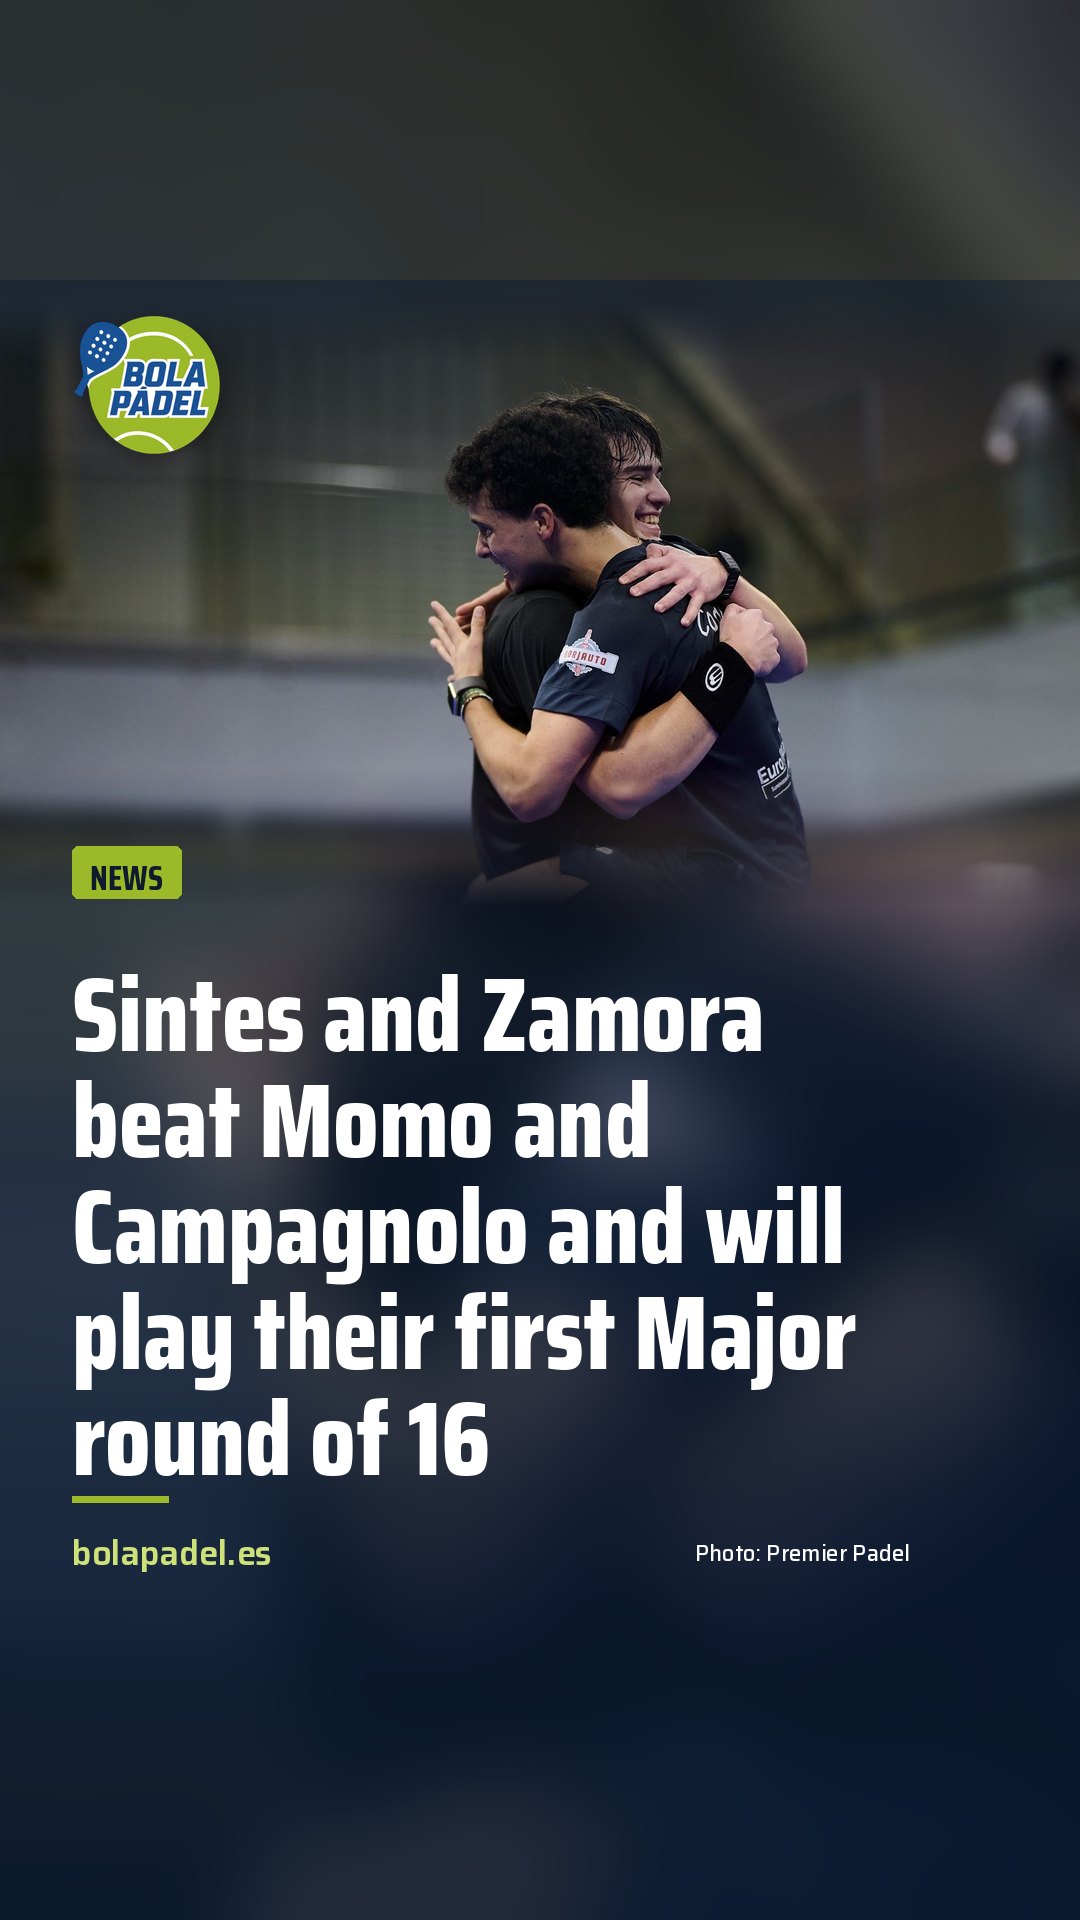 BOLA
PÁDEL
NEWS
Sintes and Zamora
beat Momo and
Campagnolo and will
play their first Major
round of 16
bolapadel.es
Photo: Premier Padel